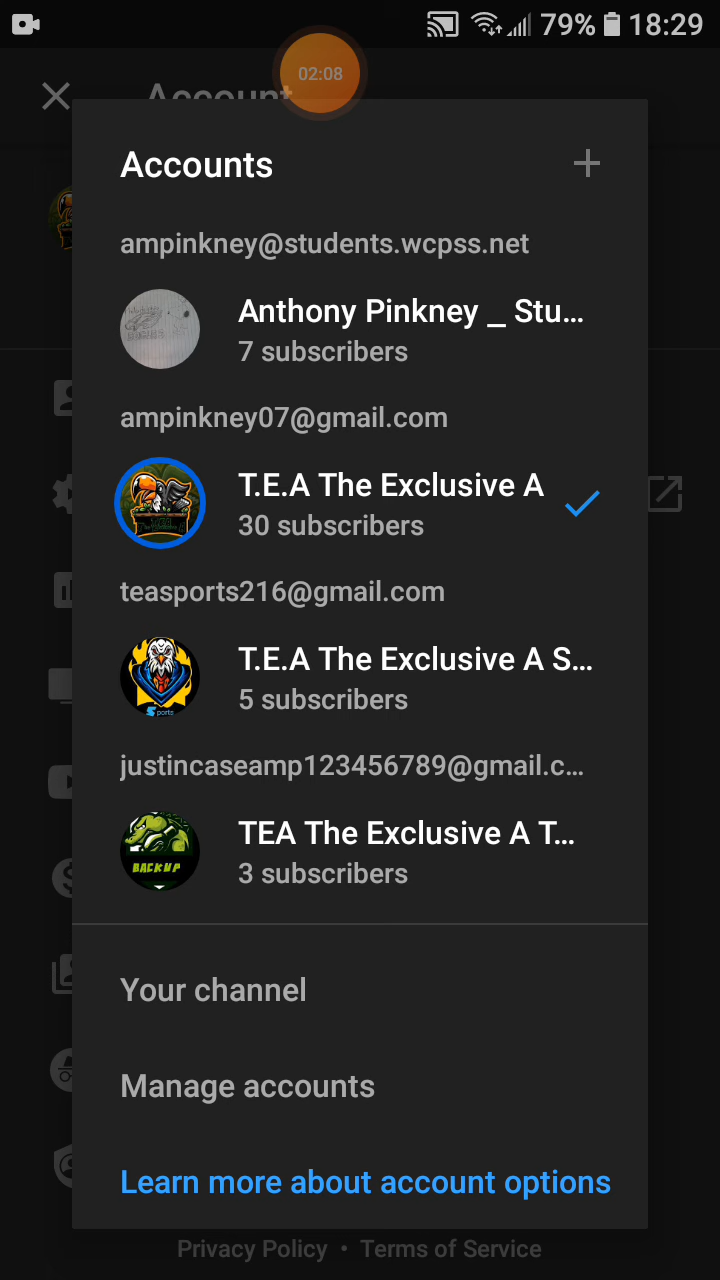 79% 18:29
02:08
Account
Accounts
ampinkney@students.wcpss.net
Anthony Pinkney _ Stu...
7 subscribers
ampinkney07@gmail.com
T.E.A The Exclusive A
30 subscribers
teasports216@gmail.com
T.E.A The Exclusive A S...
5 subscribers
Sports
justincaseamp123456789@gmail.c...
TEA The Exclusive A T...
BACKUP
3 subscribers
Your channel
Manage accounts
Learn more about account options
Privacy Policy • Terms of Service